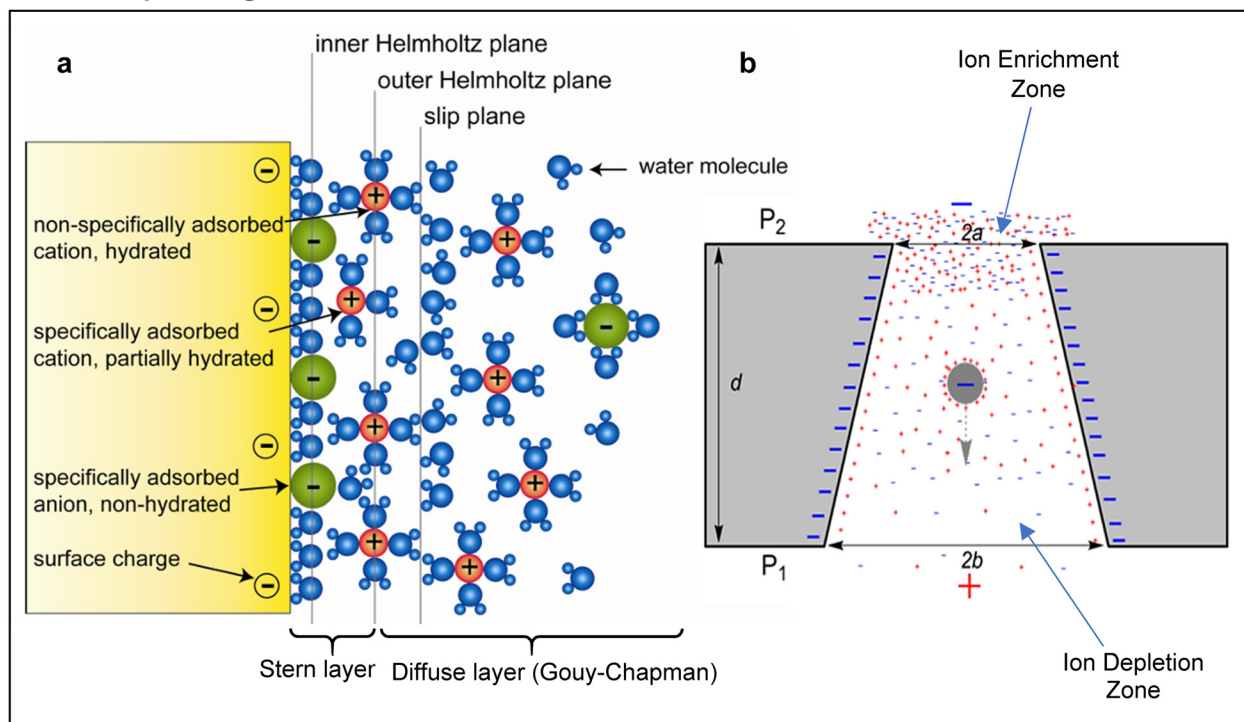 a
inner Helmholtz plane
outer Helmholtz plane
slip plane
water molecule
non-specifically adsorbed
cation, hydrated
specifically adsorbed
cation, partially hydrated
specifically adsorbed
anion, non-hydrated
surface charge
Stern layer
Diffuse layer (Gouy-Chapman)
b
Ion Enrichment
Zone
P2
2a
d
P1
2b
Ion Depletion
Zone